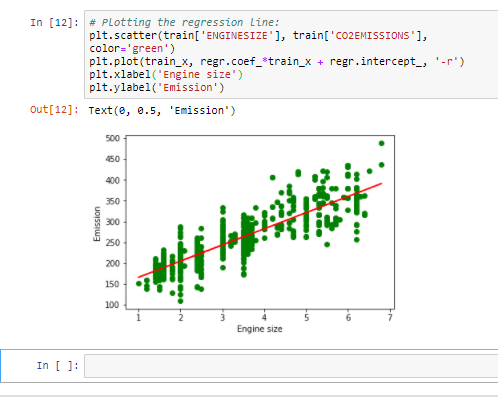 In [12]: # Plotting the regression line:
plt.scatter(train['ENGINESIZE'], train['CO2EMISSIONS'],
color='green')
plt.plot(train_x, regr.coef_*train_x + regr.intercept_, '-r')
plt.xlabel('Engine size')
plt.ylabel('Emission')
Out[12]: Text(0, 0.5, 'Emission')
500
450
400
350
300
250
200
150
100
Emission
1 2 3 4 5 6 7
Engine size
In [ ]: